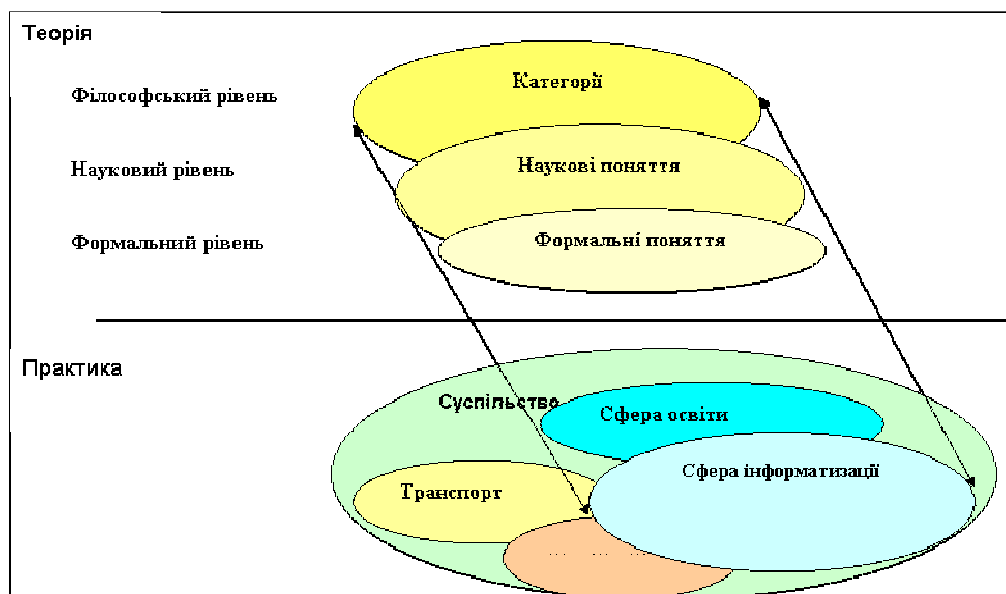 Теорія
Категорії
Філософський рівень
Наукові поняття
Науковий рівень
Формальні поняття
Формальний рівень
Практика
Суспільство
Сфера освіти
Сфера інформатизації
Транспорт
... ... ... ...